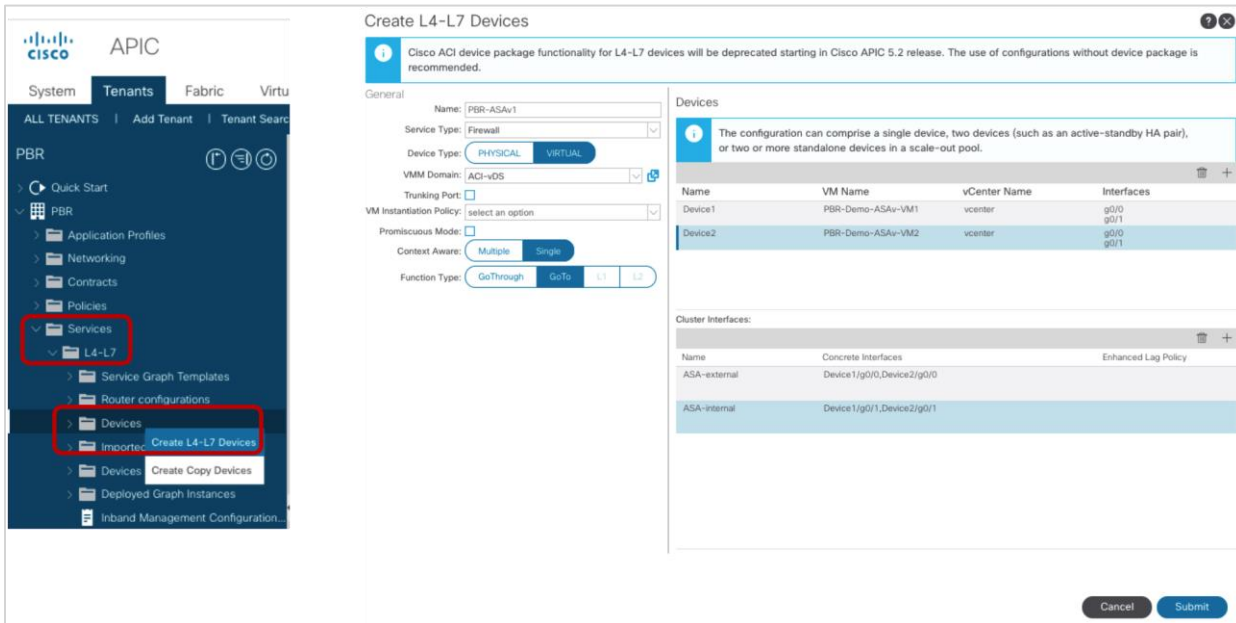 CISCO
APIC
System Tenants Fabric Virtu
ALL TENANTS | Add Tenant | Tenant Searc
PBR
Quick Start
PBR
Application Profiles
Networking
Contracts
Policies
Services
L4-L7
Service Graph Templates
Router configurations
Devices
Imported
Create L4-L7 Devices
Devices
Create Copy Devices
Deployed Graph Instances
Inband Management Configuration...
Create L4-L7 Devices
Cisco ACI device package functionality for L4-L7 devices will be deprecated starting in Cisco APIC 5.2 release. The use of configurations without device package is
recommended.
General
Name: PBR-ASAv1
Service Type: Firewall
Device Type: PHYSICAL VIRTUAL
VMM Domain: ACI-vDS
Trunking Port:
VM Instantiation Policy: select an option
Promiscuous Mode:
Context Aware: Multiple Single
Function Type: GoThrough GoTo L1 L2
Devices
The configuration can comprise a single device, two devices (such as an active-standby HA pair),
or two or more standalone devices in a scale-out pool.
Name VM Name vCenter Name Interfaces
Device1 PBR-Demo-ASAv-VM1 vcenter g0/0
g0/1
Device2 PBR-Demo-ASAv-VM2 vcenter g0/0
g0/1
Cluster Interfaces:
Name Concrete Interfaces Enhanced Lag Policy
ASA-external Device1/g0/0,Device2/g0/0
ASA-internal Device1/g0/1,Device2/g0/1
Cancel Submit